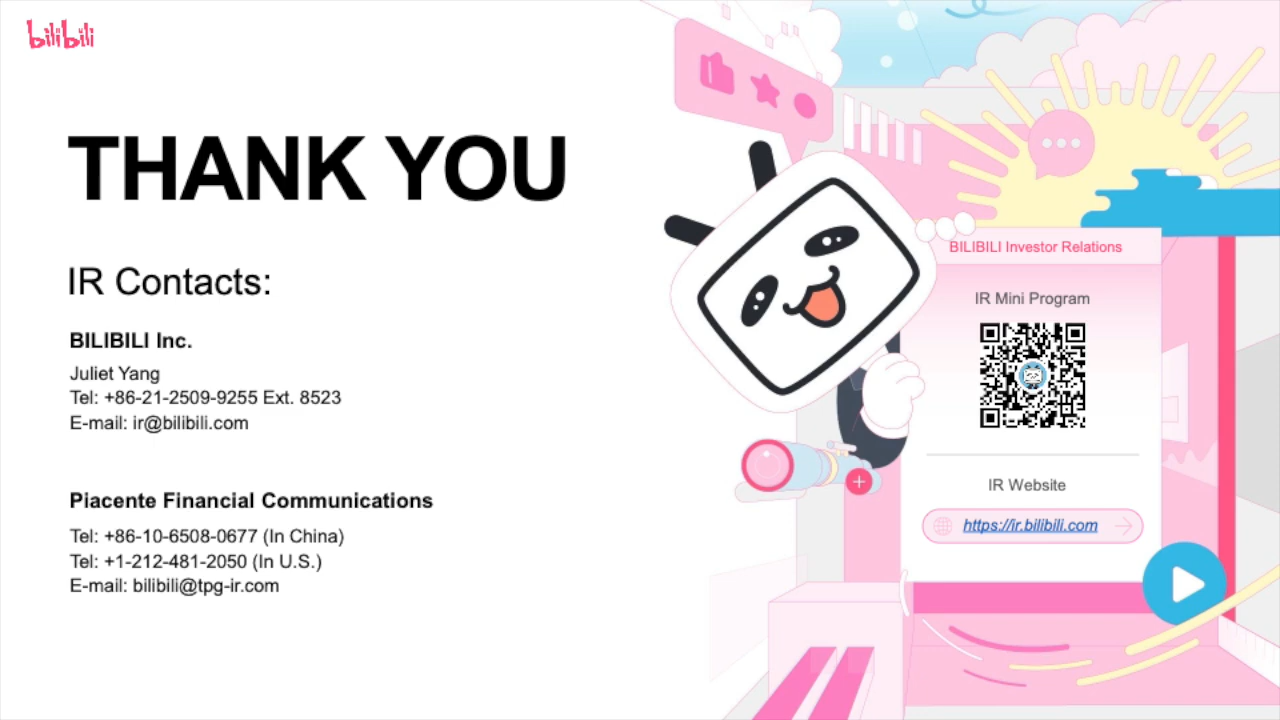 bilibili
THANK YOU
IR Contacts:
BILIBILI Inc.
Juliet Yang
Tel: +86-21-2509-9255 Ext. 8523
E-mail: ir@bilibili.com
Piacente Financial Communications
Tel: +86-10-6508-0677 (In China)
Tel: +1-212-481-2050 (In U.S.)
E-mail: bilibili@tpg-ir.com
BILIBILI Investor Relations
IR Mini Program
IR Website
https://ir.bilibili.com